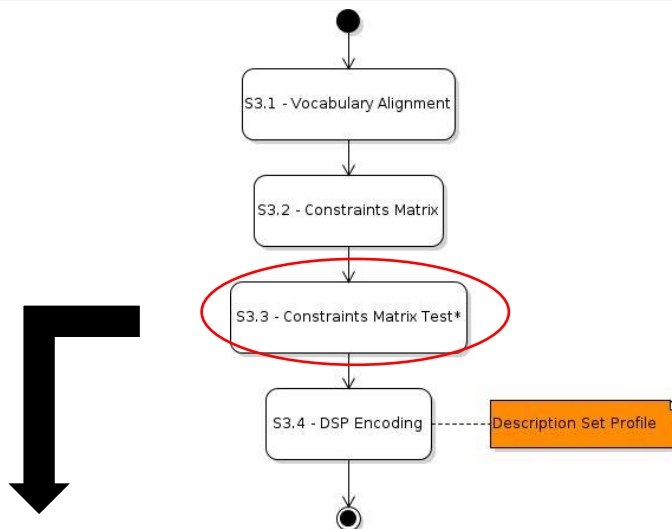 S3.1 - Vocabulary Alignment
S3.2 - Constraints Matrix
S3.3 - Constraints Matrix Test*
S3.4 - DSP Encoding
Description Set Profile